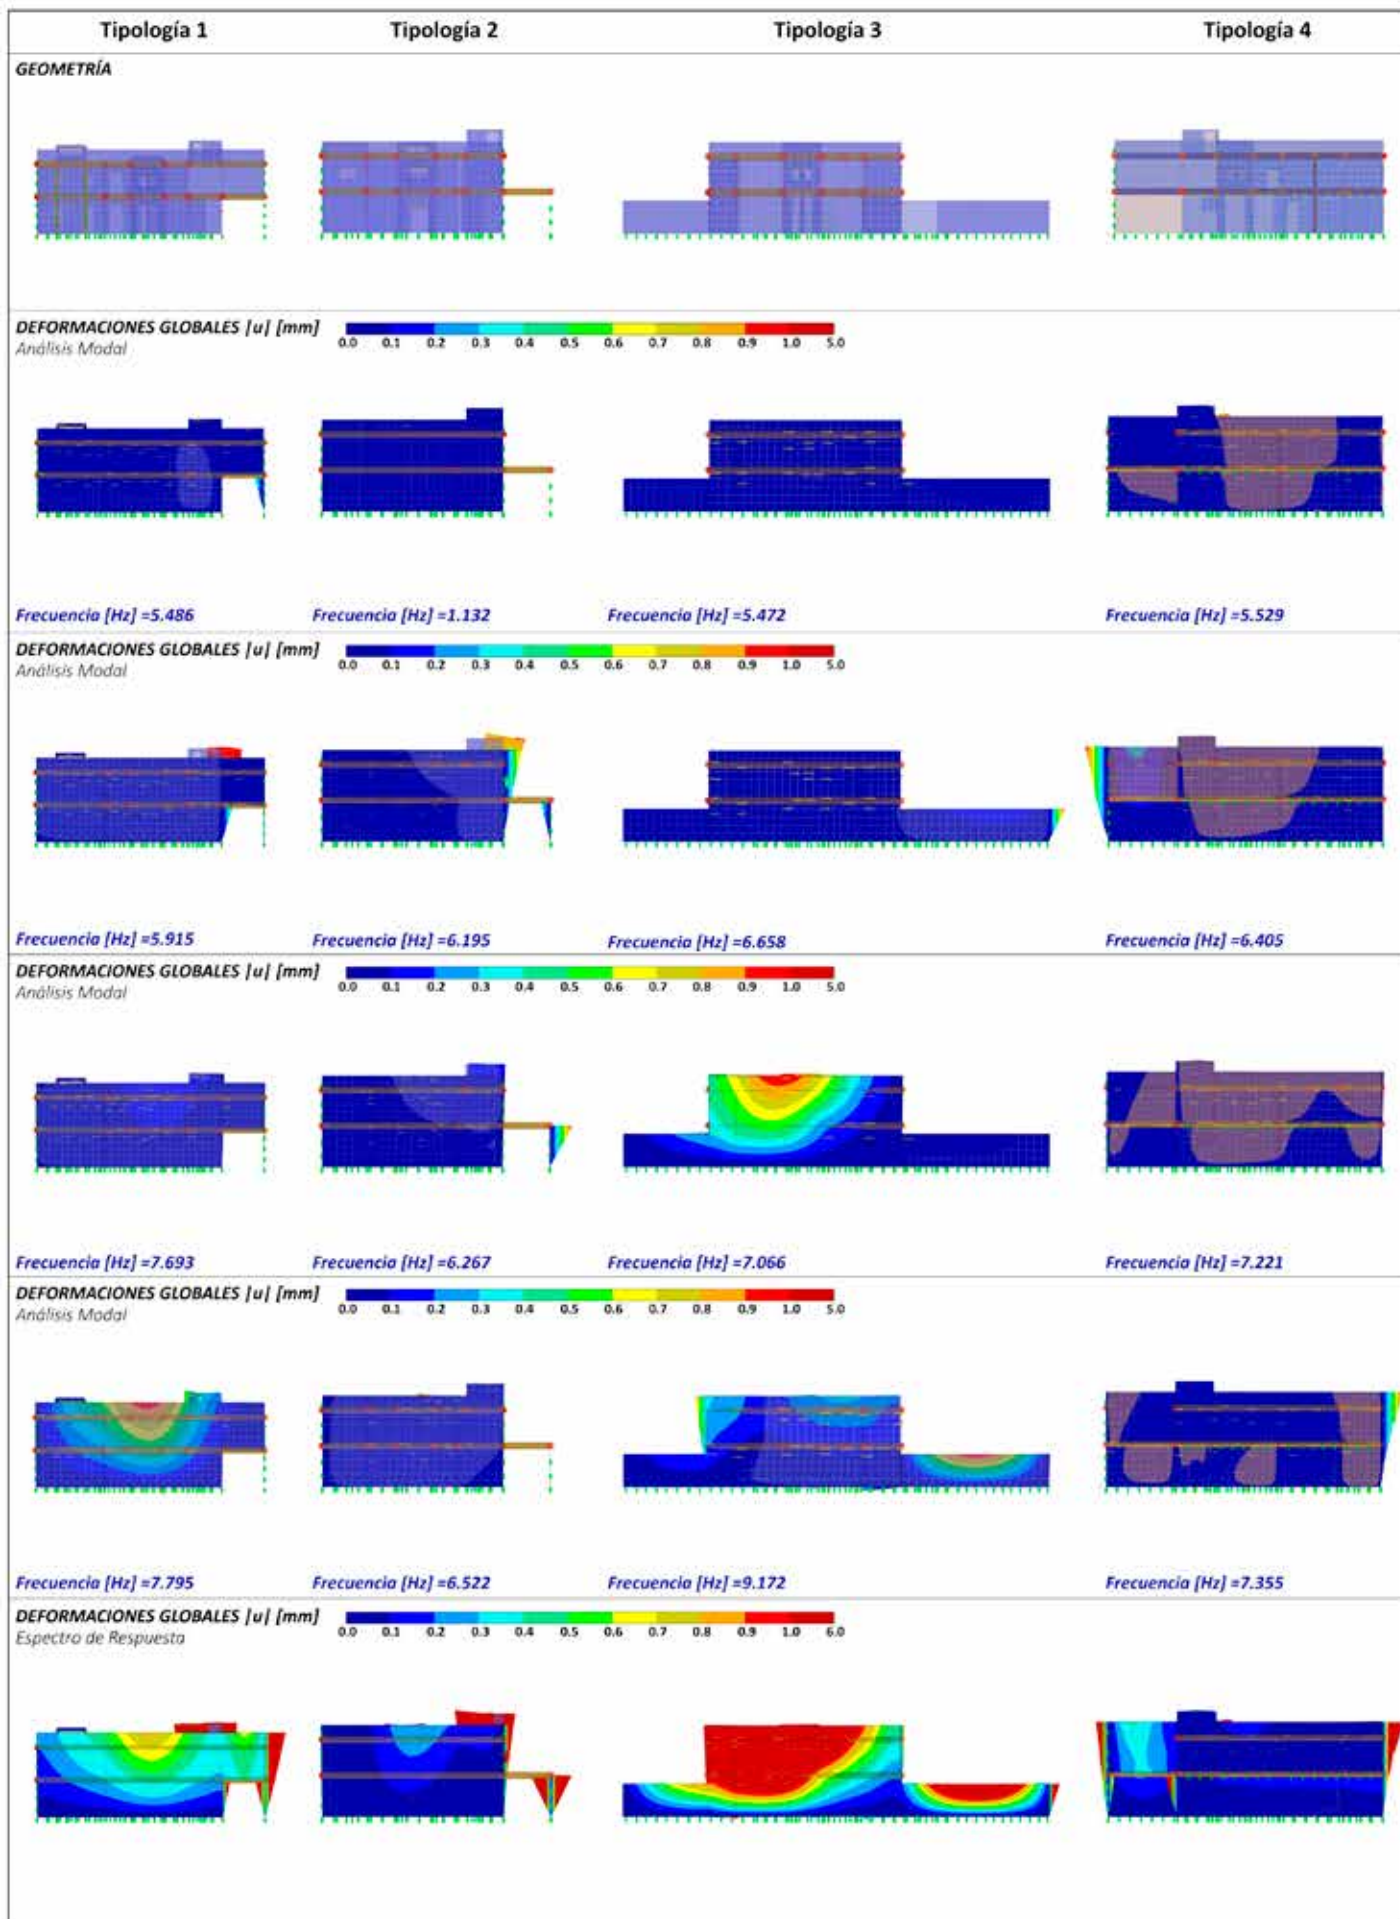 Tipología 1 Tipología 2 Tipología 3 Tipología 4
GEOMETRÍA
DEFORMACIONES GLOBALES |u| [mm]
Análisis Modal
0.0 0.1 0.2 0.3 0.4 0.5 0.6 0.7 0.8 0.9 1.0 5.0
Frecuencia [Hz] =5.486 Frecuencia [Hz] =1.132 Frecuencia [Hz] =5.472 Frecuencia [Hz] =5.529
DEFORMACIONES GLOBALES |u| [mm]
Análisis Modal
0.0 0.1 0.2 0.3 0.4 0.5 0.6 0.7 0.8 0.9 1.0 5.0
Frecuencia [Hz] =5.915 Frecuencia [Hz] =6.195 Frecuencia [Hz] =6.658 Frecuencia [Hz] =6.405
DEFORMACIONES GLOBALES |u| [mm]
Análisis Modal
0.0 0.1 0.2 0.3 0.4 0.5 0.6 0.7 0.8 0.9 1.0 5.0
Frecuencia [Hz] =7.693 Frecuencia [Hz] =6.267 Frecuencia [Hz] =7.066 Frecuencia [Hz] =7.221
DEFORMACIONES GLOBALES |u| [mm]
Análisis Modal
0.0 0.1 0.2 0.3 0.4 0.5 0.6 0.7 0.8 0.9 1.0 5.0
Frecuencia [Hz] =7.795 Frecuencia [Hz] =6.522 Frecuencia [Hz] =9.172 Frecuencia [Hz] =7.355
DEFORMACIONES GLOBALES |u| [mm]
Espectro de Respuesta
0.0 0.1 0.2 0.3 0.4 0.5 0.6 0.7 0.8 0.9 1.0 6.0